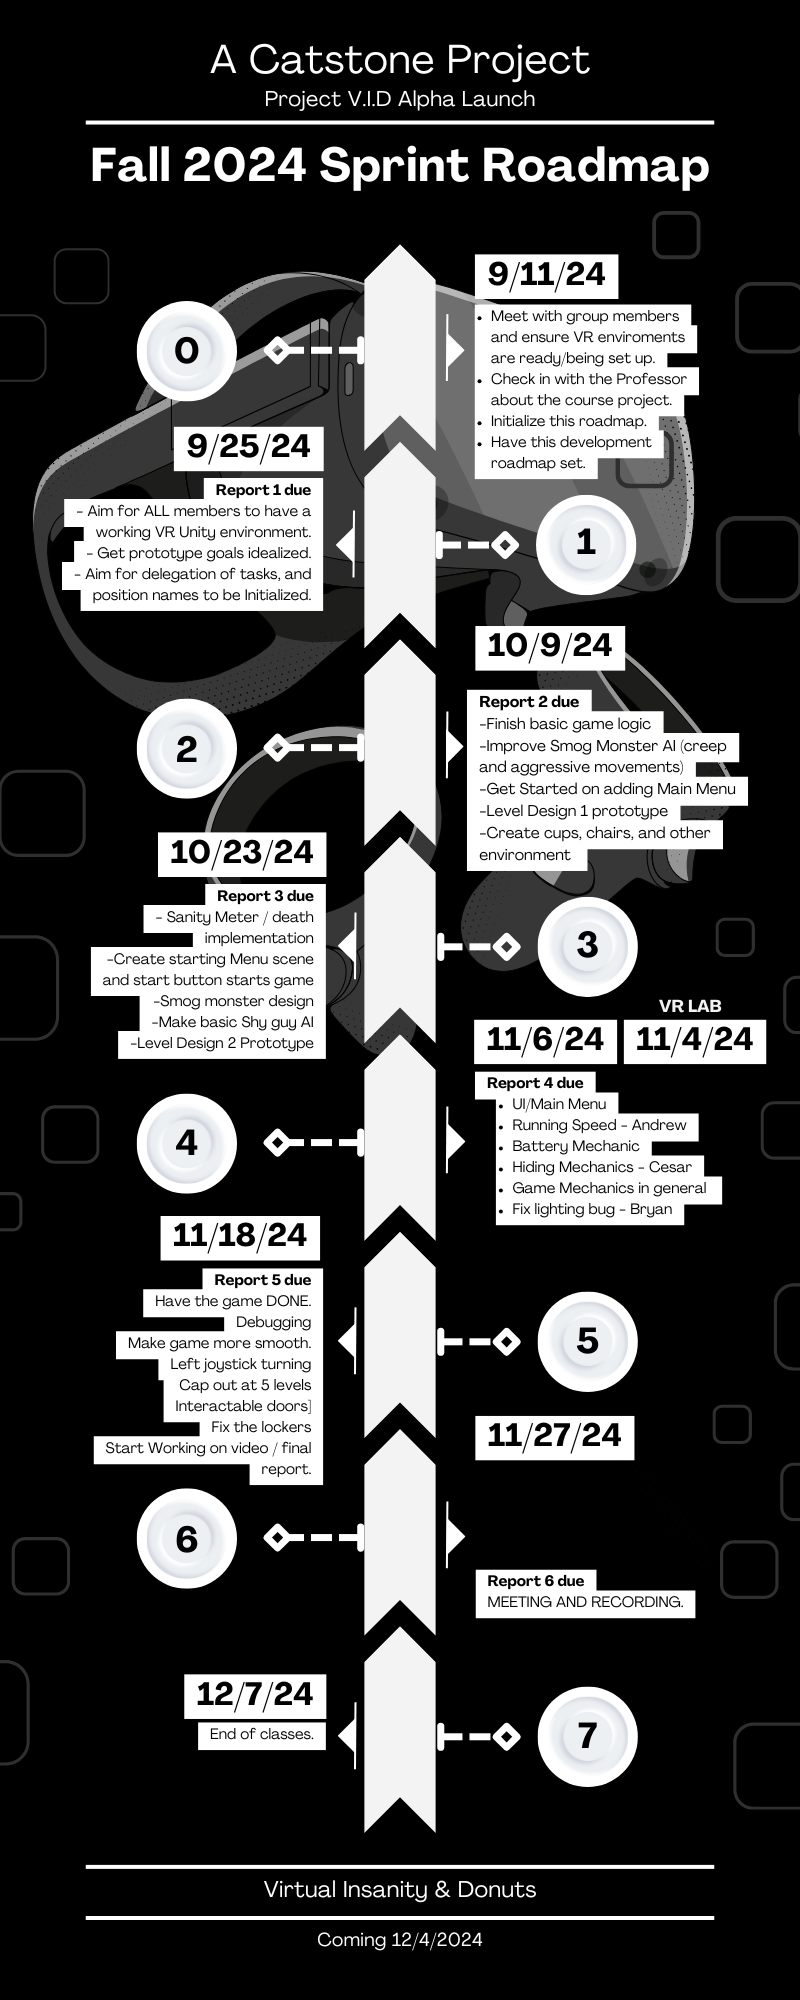 A Catstone Project
Project V.I.D Alpha Launch
Fall 2024 Sprint Roadmap
0
9/11/24
• Meet with group members
and ensure VR enviroments
are ready/being set up.
• Check in with the Professor
about the course project.
• Initialize this roadmap.
• Have this development
roadmap set.
9/25/24
Report 1 due
- Aim for ALL members to have a
working VR Unity environment.
- Get prototype goals idealized.
- Aim for delegation of tasks, and
position names to be Initialized.
1
10/9/24
Report 2 due
-Finish basic game logic
-Improve Smog Monster AI (creep
and aggressive movements)
-Get Started on adding Main Menu
-Level Design 1 prototype
-Create cups, chairs, and other
environment
2
10/23/24
Report 3 due
- Sanity Meter / death
implementation
-Create starting Menu scene
and start button starts game
-Smog monster design
-Make basic Shy guy AI
-Level Design 2 Prototype
3
VR LAB
11/6/24 11/4/24
Report 4 due
• UI/Main Menu
• Running Speed - Andrew
• Battery Mechanic
• Hiding Mechanics - Cesar
• Game Mechanics in general
• Fix lighting bug - Bryan
4
11/18/24
Report 5 due
Have the game DONE.
Debugging
Make game more smooth.
Left joystick turning
Cap out at 5 levels
Interactable doors]
Fix the lockers
Start Working on video / final
report.
5
11/27/24
Report 6 due
MEETING AND RECORDING.
6
12/7/24
End of classes.
7
Virtual Insanity & Donuts
Coming 12/4/2024